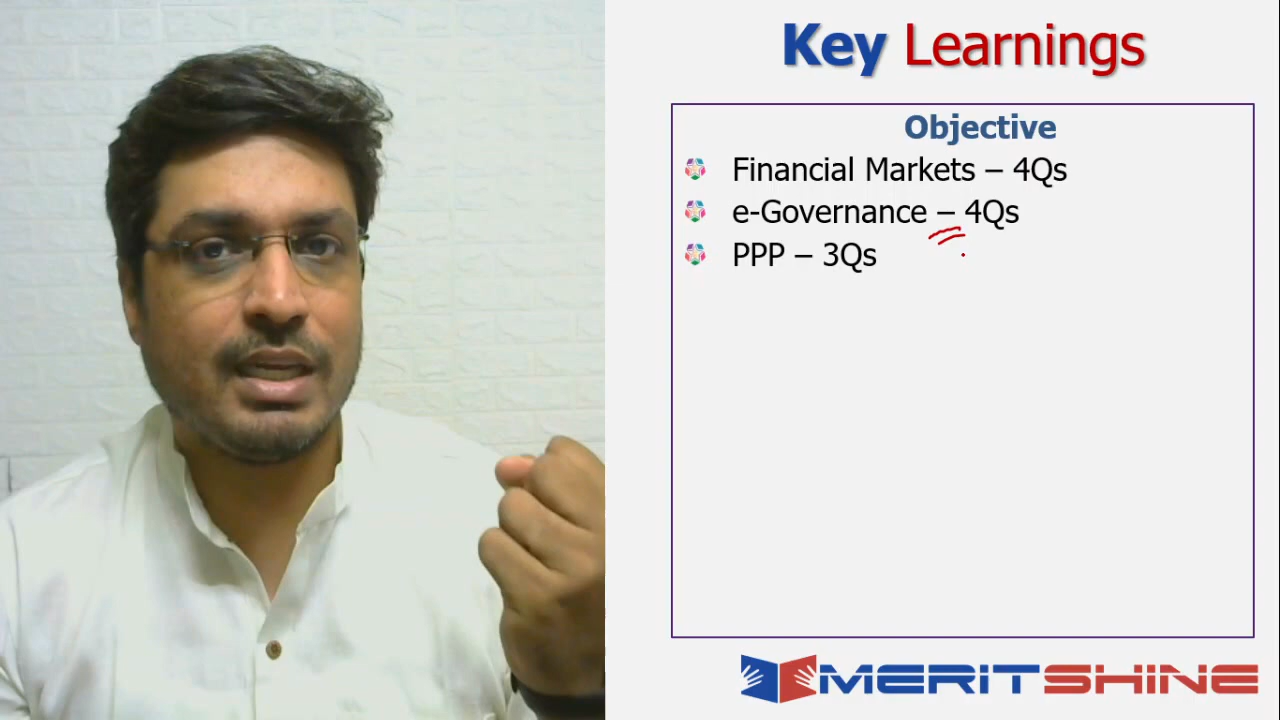 Key Learnings
Objective
Financial Markets – 4Qs
e-Governance – 4Qs
PPP – 3Qs
MERITSHINE